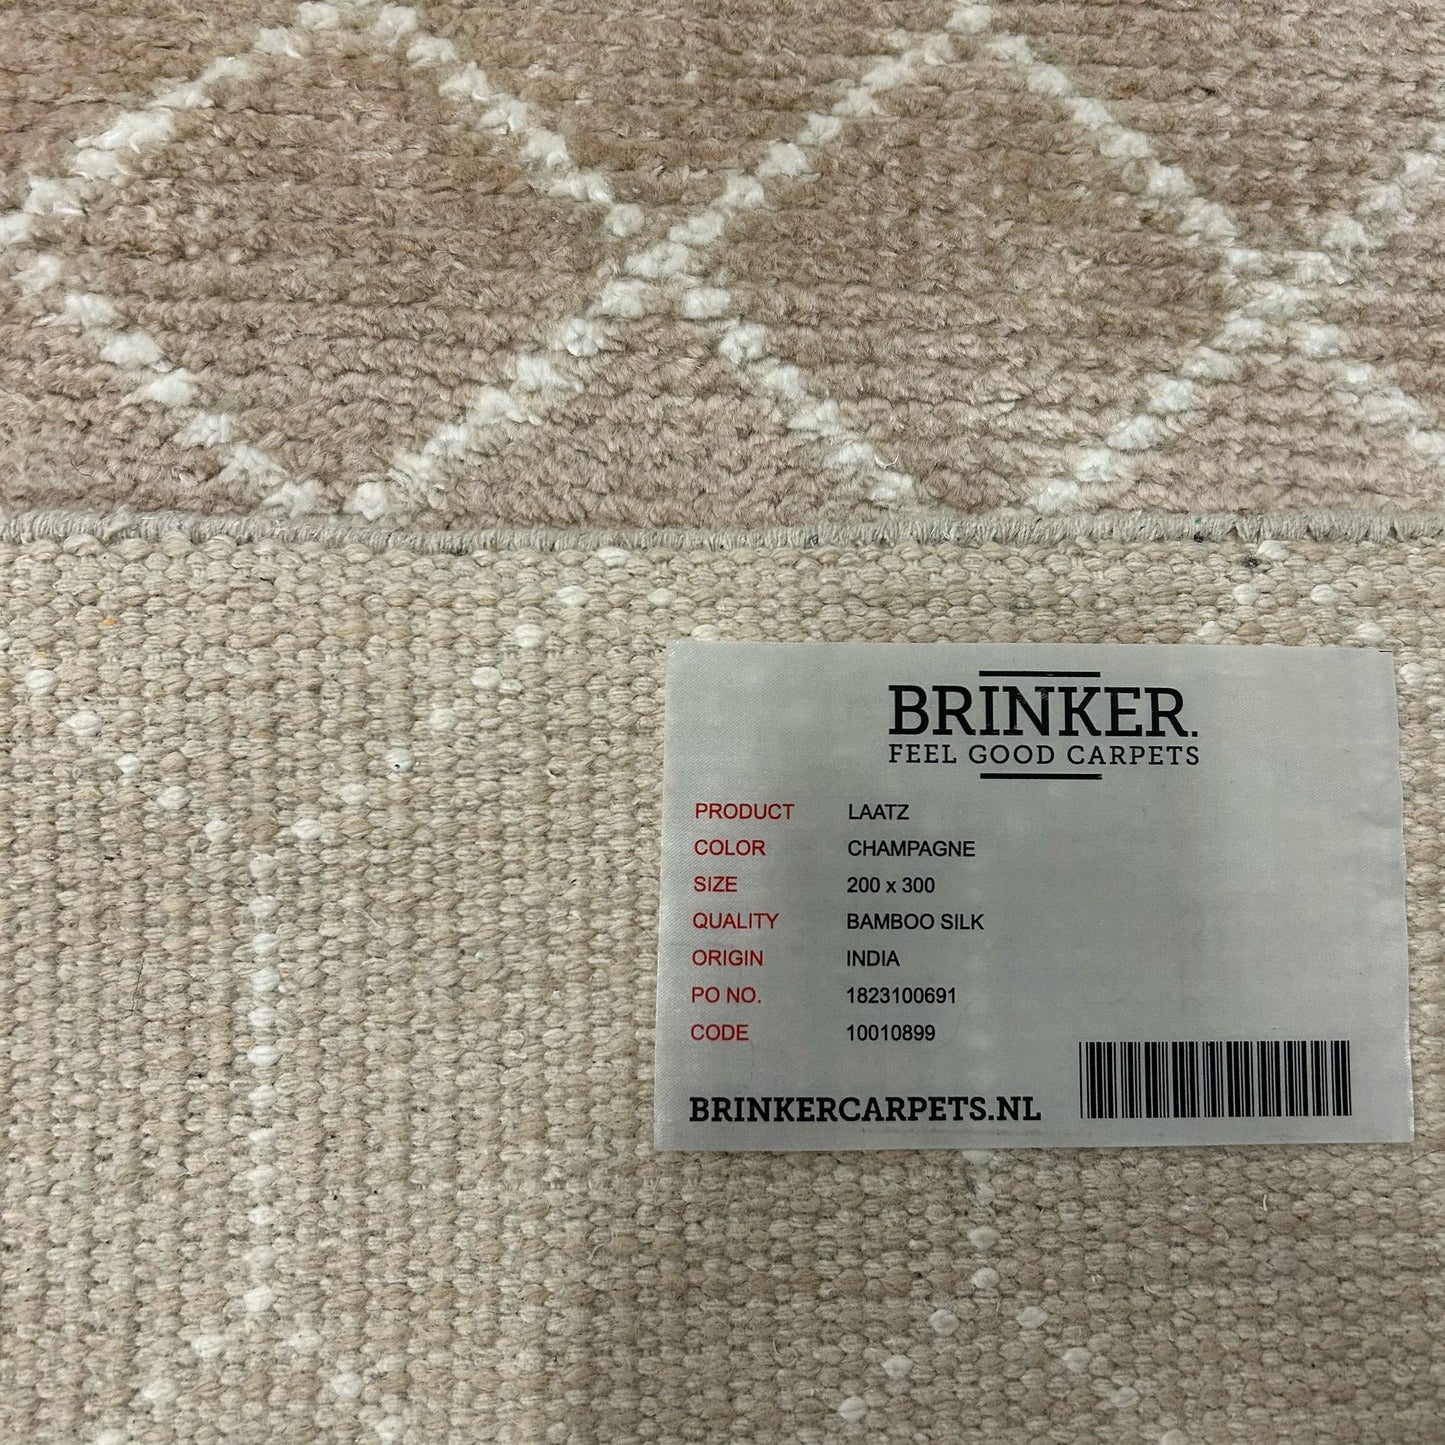 BRINKER.
FEEL GOOD CARPETS
PRODUCT LAATZ
COLOR CHAMPAGNE
SIZE 200 x 300
QUALITY BAMBOO SILK
ORIGIN INDIA
PO NO. 1823100691
CODE 10010899
BRINKERCARPETS.NL